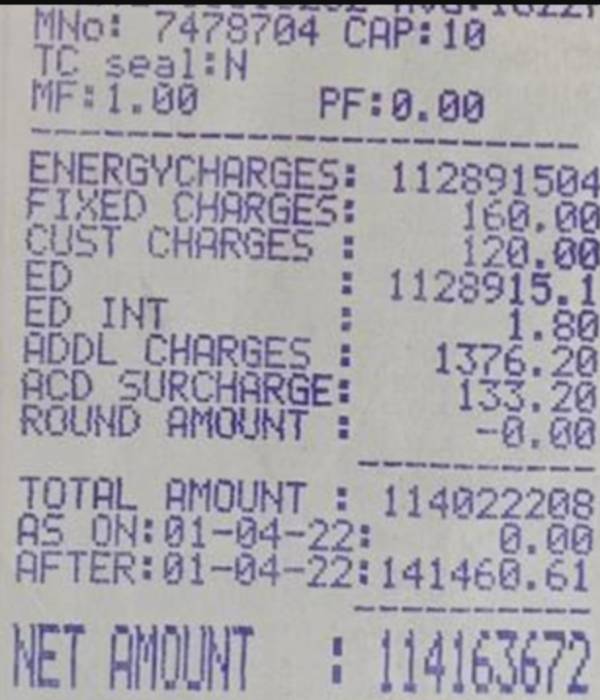 MNo: 7478704 CAP:10
TC seal:N
MF:1.00 PF:0.00
ENERGYCHARGES: 112891504
FIXED CHARGES: 160.00
CUST CHARGES : 120.00
ED : 1128915.1
ED INT : 1.80
ADDL CHARGES : 1376.20
ACD SURCHARGE: 133.20
ROUND AMOUNT : -0.00
TOTAL AMOUNT : 114022208
AS ON:01-04-22: 0.00
AFTER:01-04-22:141460.61
NET AMOUNT : 114163672